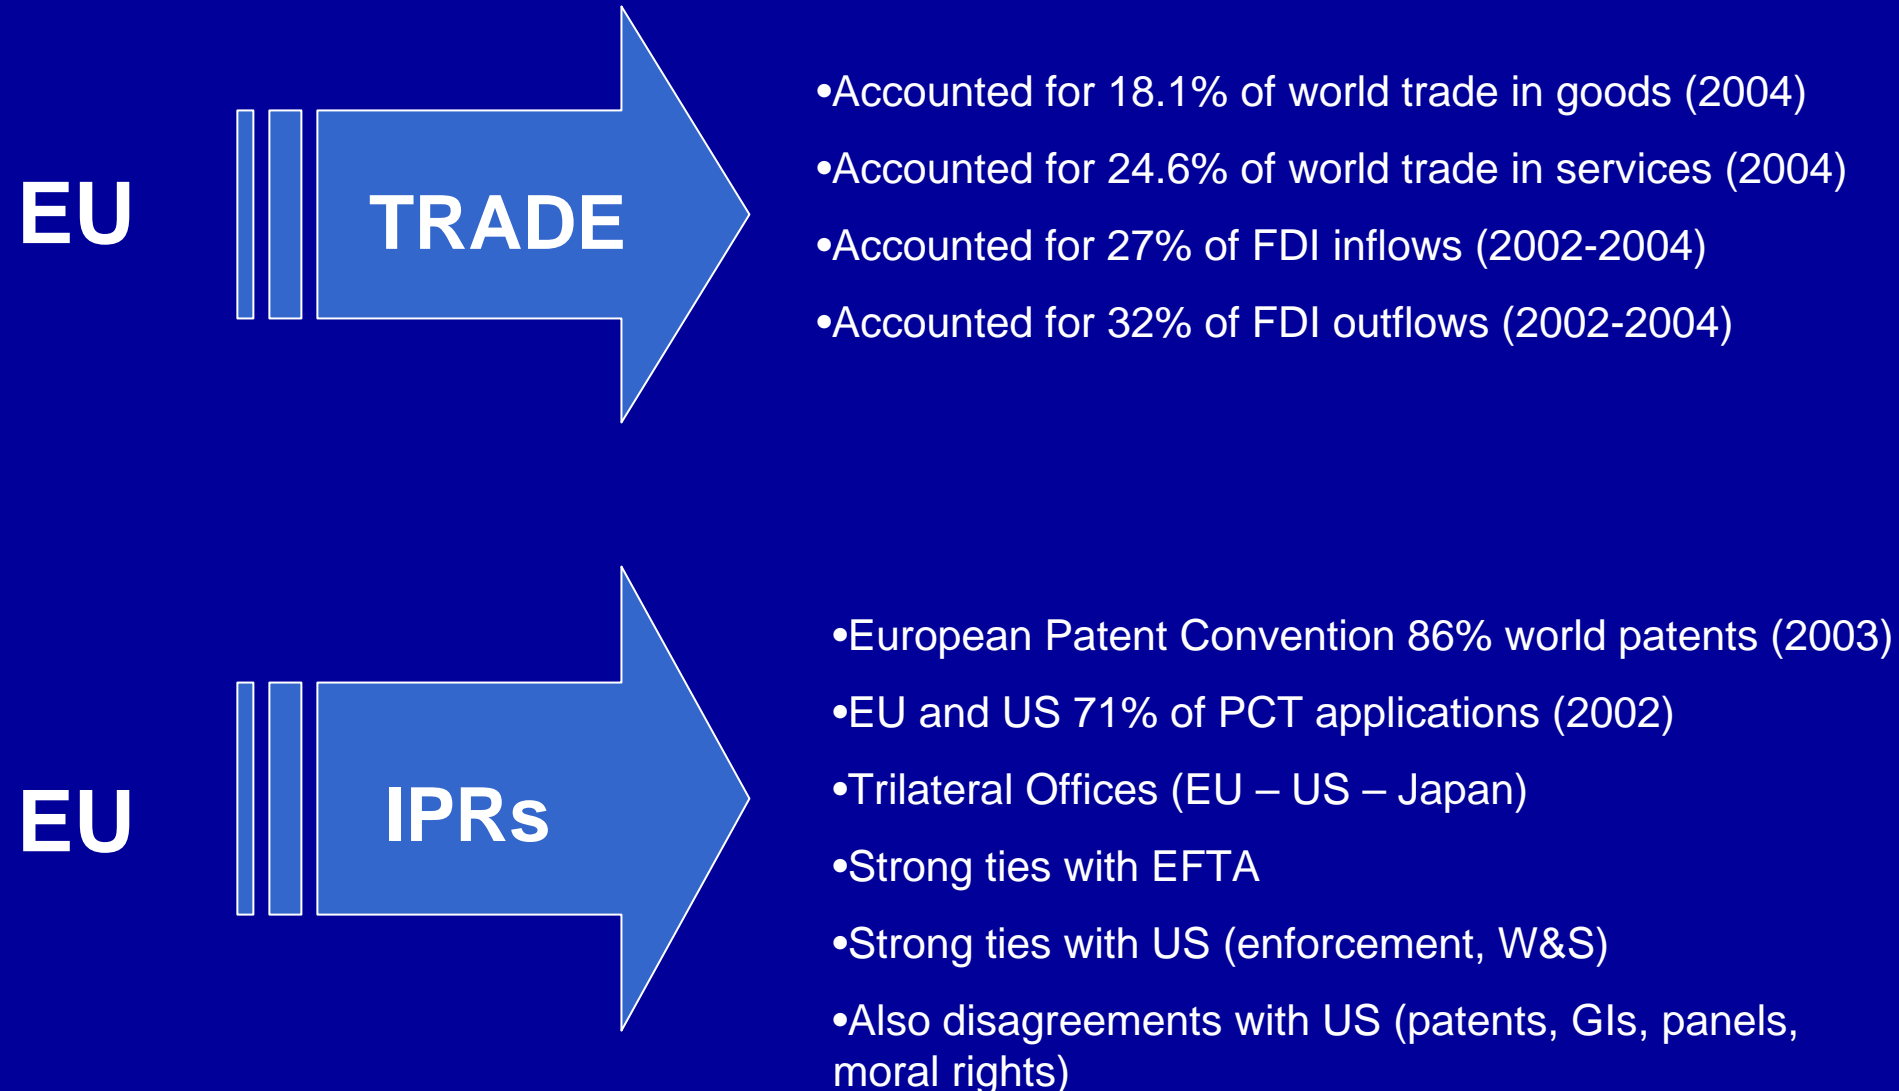 EU
TRADE
•Accounted for 18.1% of world trade in goods (2004)
•Accounted for 24.6% of world trade in services (2004)
•Accounted for 27% of FDI inflows (2002-2004)
•Accounted for 32% of FDI outflows (2002-2004)
EU
IPRs
•European Patent Convention 86% world patents (2003)
•EU and US 71% of PCT applications (2002)
•Trilateral Offices (EU – US – Japan)
•Strong ties with EFTA
•Strong ties with US (enforcement, W&S)
•Also disagreements with US (patents, GIs, panels,
moral rights)